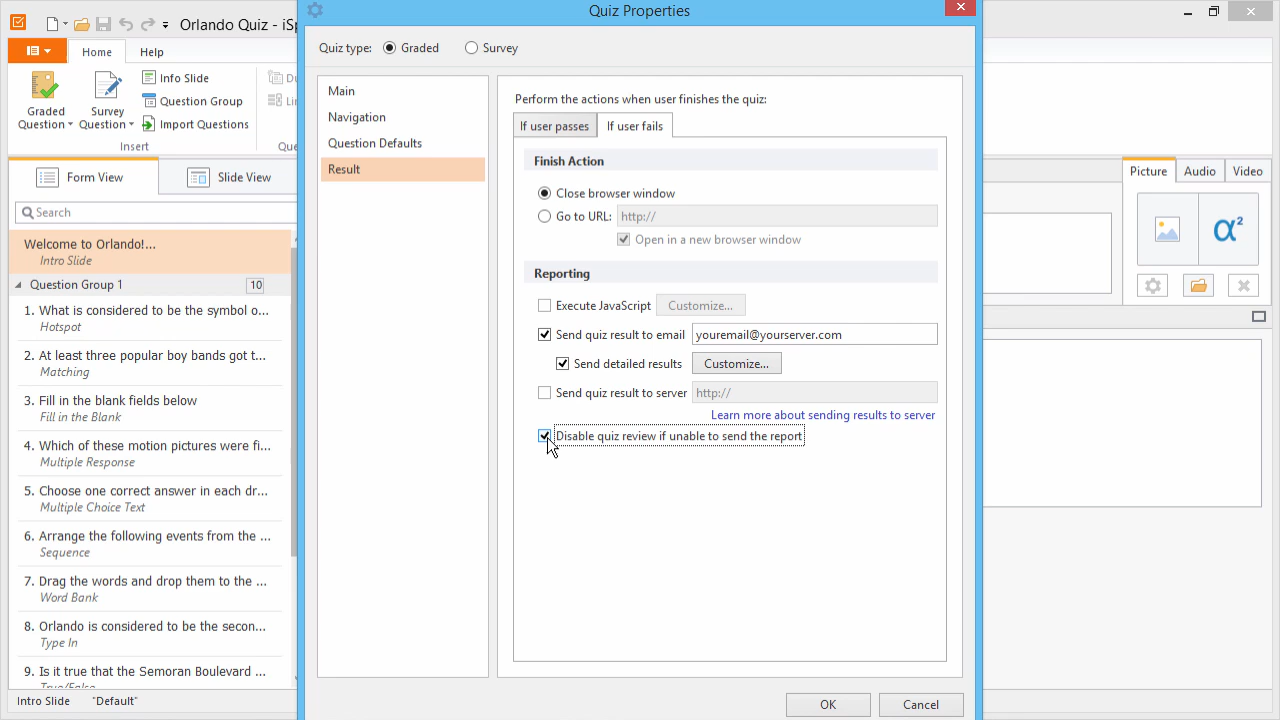 Orlando Quiz - iSp
Quiz Properties
Home
Help
Graded
Question
Survey
Question
Info Slide
Question Group
Import Questions
Insert
Form View
Slide View
Search
Welcome to Orlando!...
Intro Slide
Question Group 1
10
1. What is considered to be the symbol o...
Hotspot
2. At least three popular boy bands got t...
Matching
3. Fill in the blank fields below
Fill in the Blank
4. Which of these motion pictures were fi...
Multiple Response
5. Choose one correct answer in each dr...
Multiple Choice Text
6. Arrange the following events from the ...
Sequence
7. Drag the words and drop them to the ...
Word Bank
8. Orlando is considered to be the secon...
Type In
9. Is it true that the Semoran Boulevard ...
True/False
Intro Slide
"Default"
Quiz type:
Graded
Survey
Main
Navigation
Question Defaults
Result
Perform the actions when user finishes the quiz:
If user passes
If user fails
Finish Action
Close browser window
Go to URL:
http://
Open in a new browser window
Reporting
Execute JavaScript
Customize...
Send quiz result to email
youremail@yourserver.com
Send detailed results
Customize...
Send quiz result to server
http://
Learn more about sending results to server
Disable quiz review if unable to send the report
OK
Cancel
Picture
Audio
Video
α²